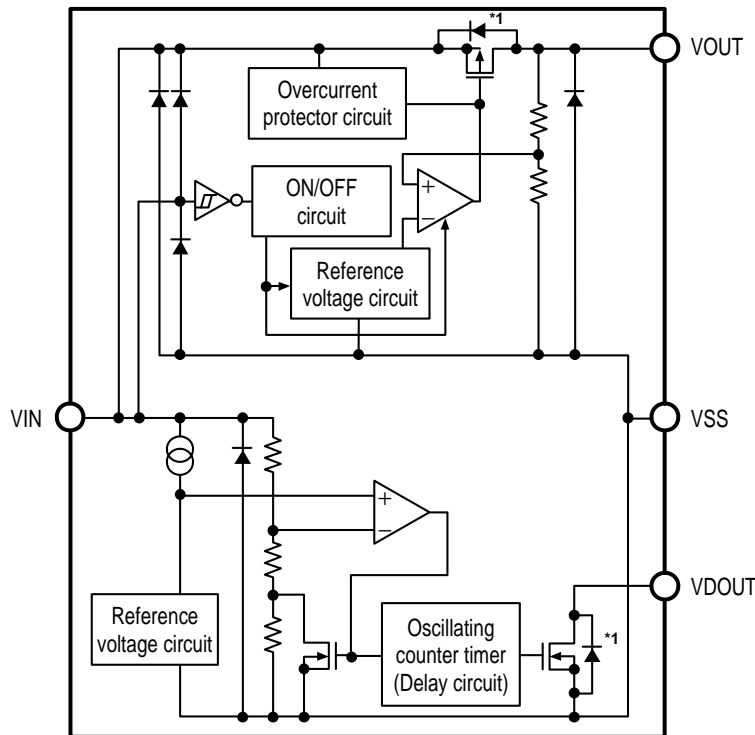 *1
VOUT
Overcurrent
protector circuit
ON/OFF
circuit
+
−
Reference
voltage circuit
VIN
VSS
+
−
VDOUT
Reference
voltage circuit
Oscillating
counter timer
(Delay circuit)
*1